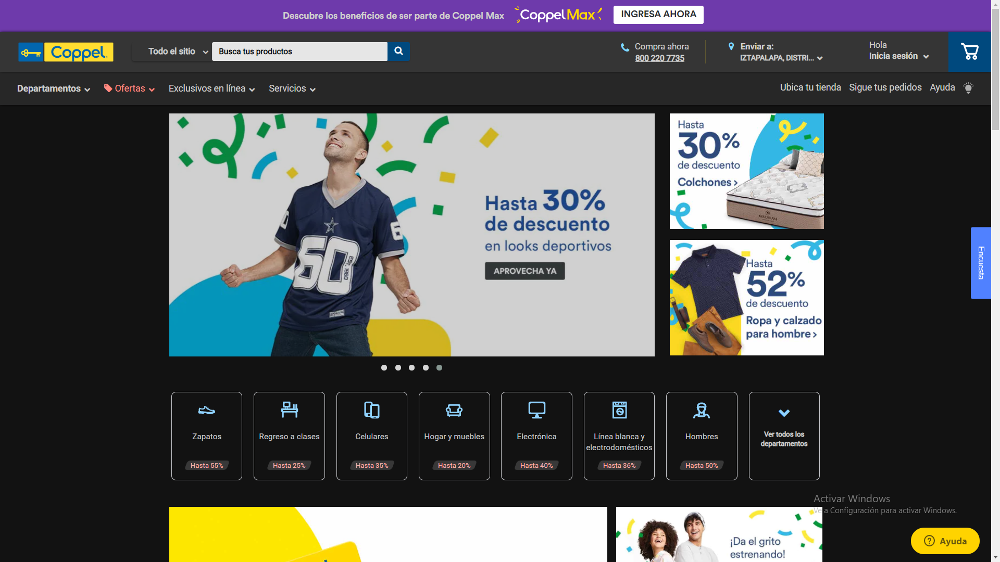 Descubre los beneficios de ser parte de Coppel Max
CoppelMax
INGRESA AHORA
Coppel
Todo el sitio
Busca tus productos
Compra ahora
800 220 7735
Enviar a:
IZTAPALAPA, DISTRI...
Hola
Inicia sesión
Departamentos
Ofertas
Exclusivos en línea
Servicios
Ubica tu tienda
Sigue tus pedidos
Ayuda
60
60
EST. 1960
Hasta 30%
de descuento
en looks deportivos
APROVECHA YA
Hasta
30%
de descuento
Colchones >
GOLDREAM
Hasta
52%
de descuento
Ropa y calzado
para hombre >
Encuesta
Zapatos
Hasta 55%
Regreso a clases
Hasta 25%
Celulares
Hasta 35%
Hogar y muebles
Hasta 20%
Electrónica
Hasta 40%
Línea blanca y
electrodomésticos
Hasta 36%
Hombres
Hasta 50%
Ver todos los
departamentos
Activar Windows
Ve a Configuración para activar Windows.
¡Da el grito
estrenando!
Ayuda